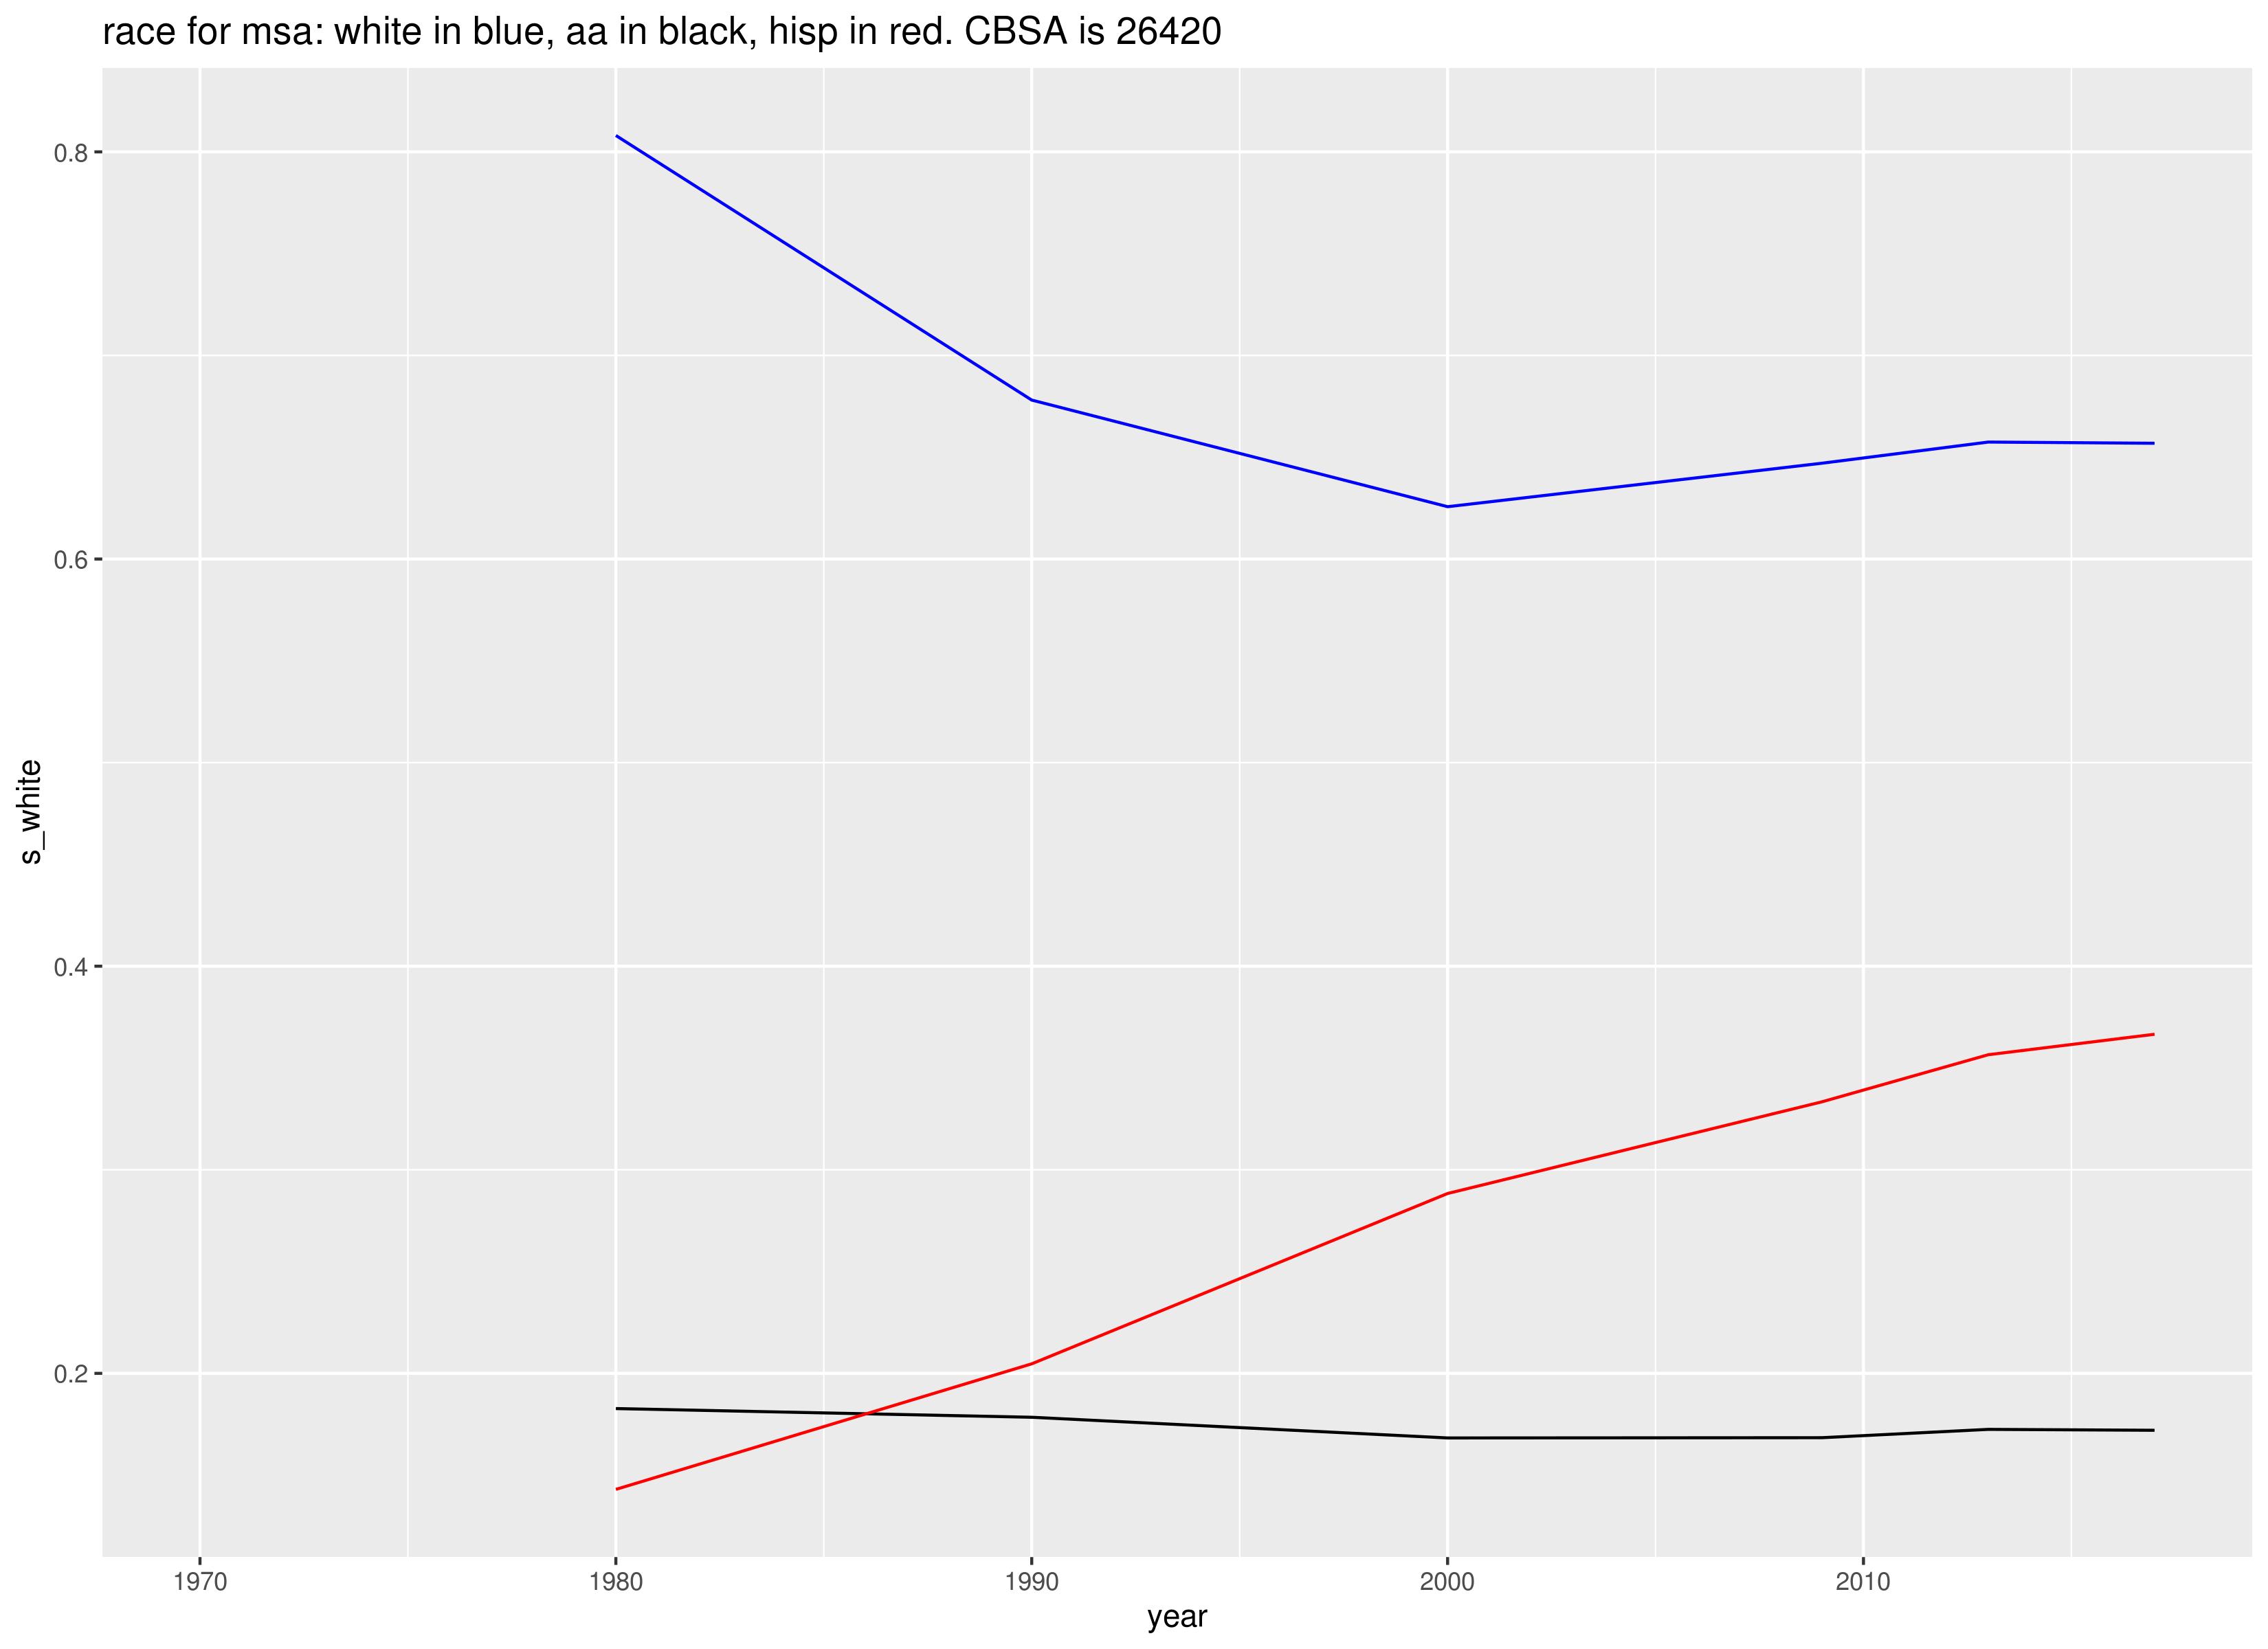 race for msa: white in blue, aa in black, hisp in red. CBSA is 26420
0.8
0.6
0.4
0.2
s_white
1970 1980 1990 2000 2010
year